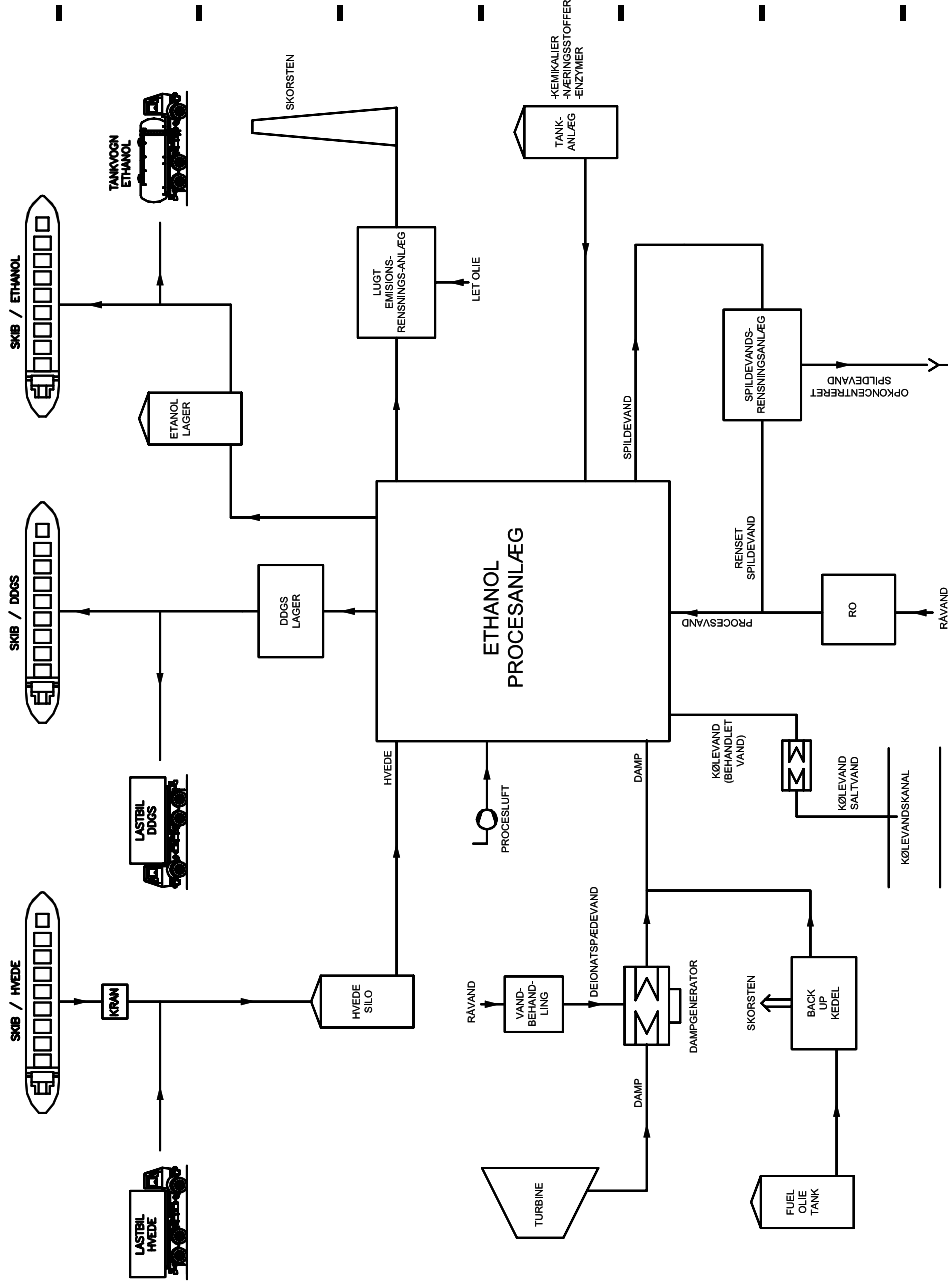 SKIB / HVEDE
SKIB / DDGS
SKIB / ETHANOL
LASTBIL
HVEDE
KRAN
LASTBIL
DDGS
TANKVOGN
ETHANOL
HVEDE
SILO
HVEDE
DDGS
LAGER
ETANOL
LAGER
SKORSTEN
LUGT
EMISIONS-
RENSNINGS-ANLÆG
LET OLIE
PROCESLUFT
ETHANOL
PROCESANLÆG
TANK-
ANLÆG
-KEMIKALIER
-NÆRINGSSTOFFER
-ENZYMER
RÅVAND
VAND-
BEHAND-
LING
DEIONATSPÆDEVAND
TURBINE
DAMP
DAMPGENERATOR
DAMP
SPILDEVAND
FUEL
OLIE
TANK
SKORSTEN
BACK
UP
KEDEL
KØLEVAND
(BEHANDLET
VAND)
KØLEVAND
SALTVAND
KØLEVANDSKANAL
PROCESVAND
RENSET
SPILDEVAND
RO
RÅVAND
SPILDEVANDS-
RENSNINGSANLÆG
OPKONCENTRERET
SPILDEVAND